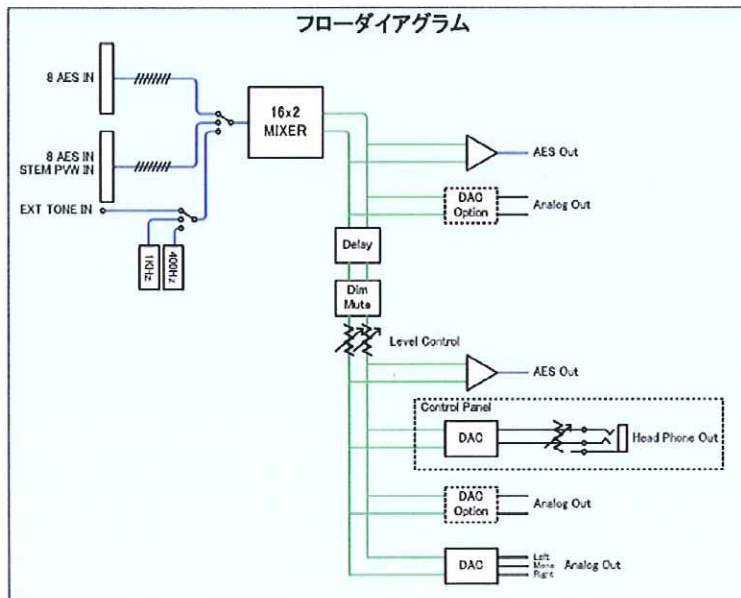 フローダイアグラム
8 AES IN
16x2
MIXER
8 AES IN
STEM PVW IN
AES Out
EXT TONE IN
DAC
Option
Analog Out
1KHz
400Hz
Delay
Dim
Mute
Level Control
AES Out
Control Panel
DAC
Head Phone Out
DAC
Option
Analog Out
DAC
Left
Mono
Right
Analog Out